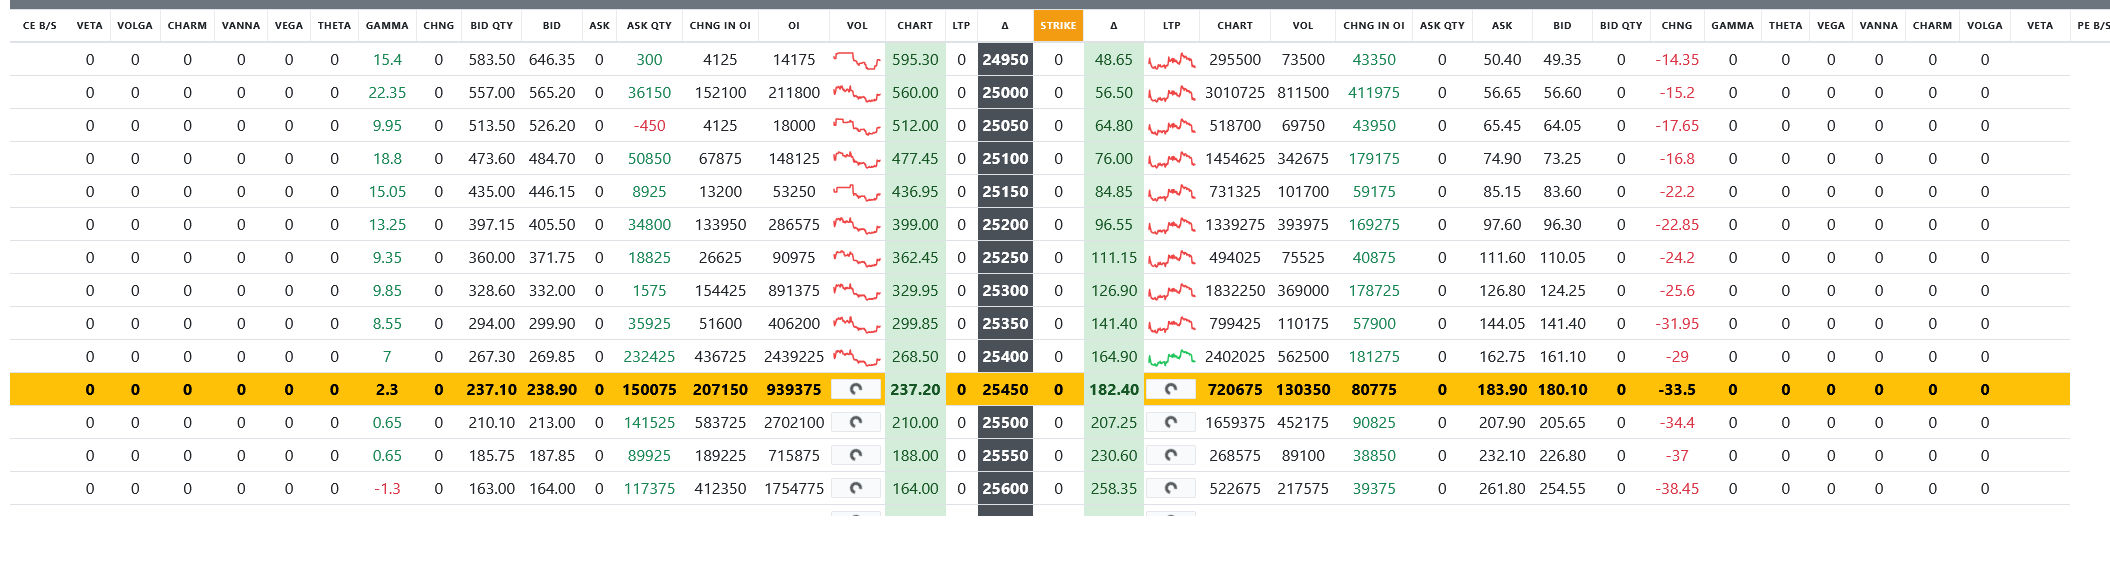 CE B/S VETA VOLGA CHARM VANNA VEGA THETA GAMMA CHNG BID QTY BID ASK ASK QTY CHNG IN OI OI VOL CHART LTP Δ STRIKE Δ LTP CHART VOL CHNG IN OI ASK QTY ASK BID BID QTY CHNG GAMMA THETA VEGA VANNA CHARM VOLGA VETA PE B/S
0 0 0 0 0 0 15.4 0 583.50 646.35 0 300 4125 14175 595.30 0 24950 0 48.65 295500 73500 43350 0 50.40 49.35 0 -14.35 0 0 0 0 0 0
0 0 0 0 0 0 22.35 0 557.00 565.20 0 36150 152100 211800 560.00 0 25000 0 56.50 3010725 811500 411975 0 56.65 56.60 0 -15.2 0 0 0 0 0 0
0 0 0 0 0 0 9.95 0 513.50 526.20 0 -450 4125 18000 512.00 0 25050 0 64.80 518700 69750 43950 0 65.45 64.05 0 -17.65 0 0 0 0 0 0
0 0 0 0 0 0 18.8 0 473.60 484.70 0 50850 67875 148125 477.45 0 25100 0 76.00 1454625 342675 179175 0 74.90 73.25 0 -16.8 0 0 0 0 0 0
0 0 0 0 0 0 15.05 0 435.00 446.15 0 8925 13200 53250 436.95 0 25150 0 84.85 731325 101700 59175 0 85.15 83.60 0 -22.2 0 0 0 0 0 0
0 0 0 0 0 0 13.25 0 397.15 405.50 0 34800 133950 286575 399.00 0 25200 0 96.55 1339275 393975 169275 0 97.60 96.30 0 -22.85 0 0 0 0 0 0
0 0 0 0 0 0 9.35 0 360.00 371.75 0 18825 26625 90975 362.45 0 25250 0 111.15 494025 75525 40875 0 111.60 110.05 0 -24.2 0 0 0 0 0 0
0 0 0 0 0 0 9.85 0 328.60 332.00 0 1575 154425 891375 329.95 0 25300 0 126.90 1832250 369000 178725 0 126.80 124.25 0 -25.6 0 0 0 0 0 0
0 0 0 0 0 0 8.55 0 294.00 299.90 0 35925 51600 406200 299.85 0 25350 0 141.40 799425 110175 57900 0 144.05 141.40 0 -31.95 0 0 0 0 0 0
0 0 0 0 0 0 7 0 267.30 269.85 0 232425 436725 2439225 268.50 0 25400 0 164.90 2402025 562500 181275 0 162.75 161.10 0 -29 0 0 0 0 0 0
0 0 0 0 0 0 2.3 0 237.10 238.90 0 150075 207150 939375 237.20 0 25450 0 182.40 720675 130350 80775 0 183.90 180.10 0 -33.5 0 0 0 0 0 0
0 0 0 0 0 0 0.65 0 210.10 213.00 0 141525 583725 2702100 210.00 0 25500 0 207.25 1659375 452175 90825 0 207.90 205.65 0 -34.4 0 0 0 0 0 0
0 0 0 0 0 0 0.65 0 185.75 187.85 0 89925 189225 715875 188.00 0 25550 0 230.60 268575 89100 38850 0 232.10 226.80 0 -37 0 0 0 0 0 0
0 0 0 0 0 0 -1.3 0 163.00 164.00 0 117375 412350 1754775 164.00 0 25600 0 258.35 522675 217575 39375 0 261.80 254.55 0 -38.45 0 0 0 0 0 0